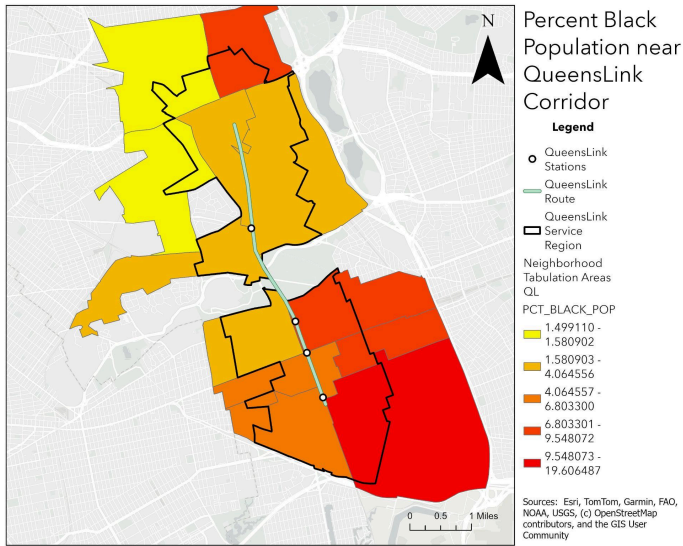 N
0 0.5 1 Miles
Percent Black
Population near
QueensLink
Corridor
Legend
QueensLink
Stations
QueensLink
Route
QueensLink
Service
Region
Neighborhood
Tabulation Areas
QL
PCT_BLACK_POP
1.499110 -
1.580902
1.580903 -
4.064556
4.064557 -
6.803300
6.803301 -
9.548072
9.548073 -
19.606487
Sources: Esri, TomTom, Garmin, FAO,
NOAA, USGS, (c) OpenStreetMap
contributors, and the GIS User
Community